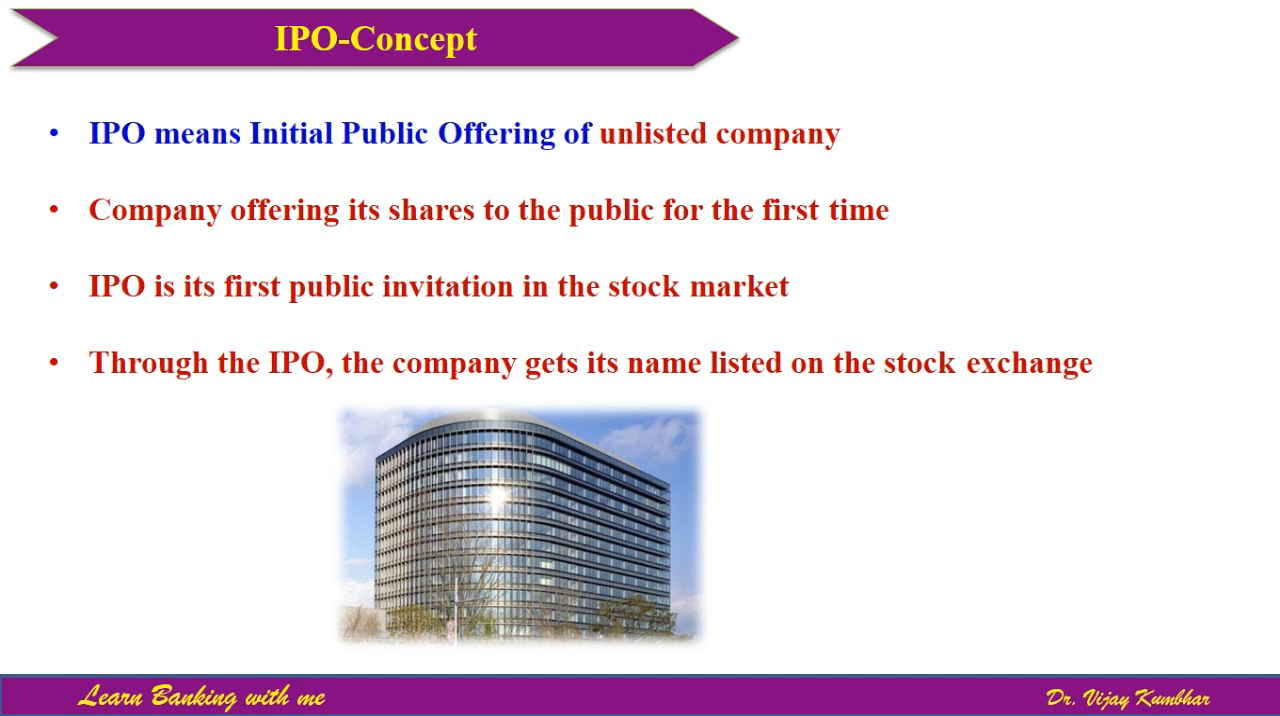 IPO-Concept
• IPO means Initial Public Offering of unlisted company
• Company offering its shares to the public for the first time
• IPO is its first public invitation in the stock market
• Through the IPO, the company gets its name listed on the stock exchange
Learn Banking with me
Dr. Vijay Kumbhar